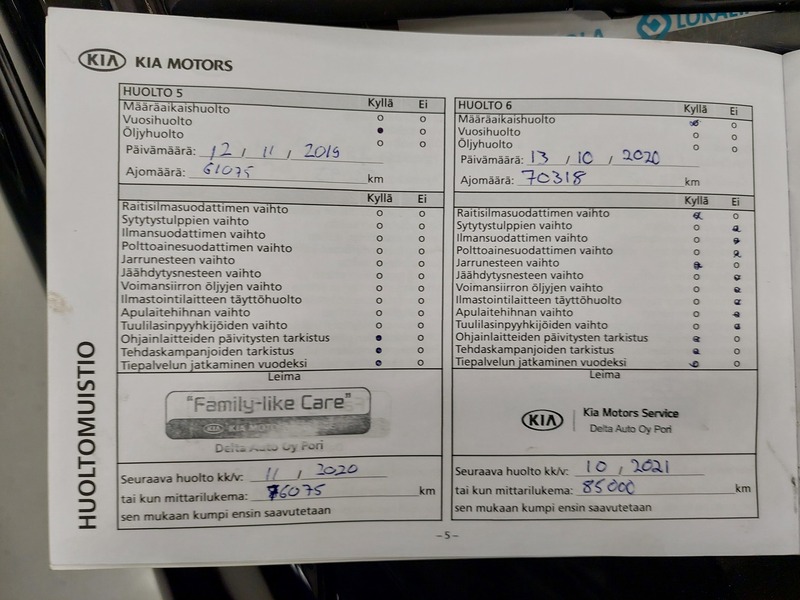 LOKALI
KIA KIA MOTORS
HUOLTO 5
Kyllä Ei
Määräaikaishuolto
Vuosihuolto
Öljyhuolto
Päivämäärä: 12 / 11 / 2019
Ajomäärä: 61075 km
Kyllä Ei
Raitisilmasuodattimen vaihto
Sytytystulppien vaihto
Ilmansuodattimen vaihto
Polttoainesuodattimen vaihto
Jarrunesteen vaihto
Jäähdytysnesteen vaihto
Voimansiirron öljyjen vaihto
Ilmastointilaitteen täyttöhuolto
Apulaitehihnan vaihto
Tuulilasinpyyhkijöiden vaihto
Ohjainlaitteiden päivitysten tarkistus
Tehdaskampanjoiden tarkistus
Tiepalvelun jatkaminen vuodeksi
Leima
"Family-like Care"
KIA KIA MOTORS
Delta Auto Oy Pori
Seuraava huolto kk/v: 11 / 2020
tai kun mittarilukema: 76075 km
sen mukaan kumpi ensin saavutetaan
HUOLTO 6
Kyllä Ei
Määräaikaishuolto
Vuosihuolto
Öljyhuolto
Päivämäärä: 13 / 10 / 2020
Ajomäärä: 70318 km
Kyllä Ei
Raitisilmasuodattimen vaihto
Sytytystulppien vaihto
Ilmansuodattimen vaihto
Polttoainesuodattimen vaihto
Jarrunesteen vaihto
Jäähdytysnesteen vaihto
Voimansiirron öljyjen vaihto
Ilmastointilaitteen täyttöhuolto
Apulaitehihnan vaihto
Tuulilasinpyyhkijöiden vaihto
Ohjainlaitteiden päivitysten tarkistus
Tehdaskampanjoiden tarkistus
Tiepalvelun jatkaminen vuodeksi
Leima
KIA Kia Motors Service
Delta Auto Oy Pori
Seuraava huolto kk/v: 10 / 2021
tai kun mittarilukema: 85000 km
sen mukaan kumpi ensin saavutetaan
HUOLTOMUISTIO
- 5 -